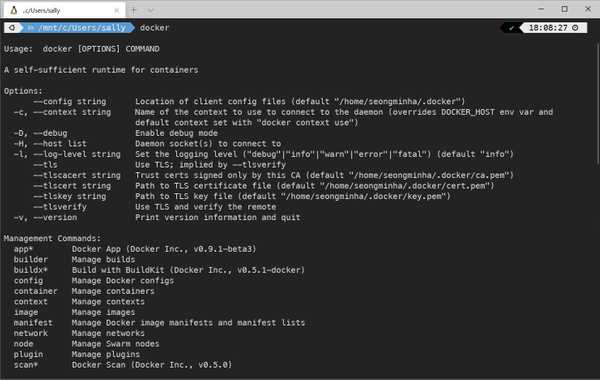 ..c/Users/sally
/mnt/c/Users/sally docker
18:08:27
Usage:  docker [OPTIONS] COMMAND
A self-sufficient runtime for containers
Options:
      --config string      Location of client config files (default "/home/seongminha/.docker")
  -c, --context string     Name of the context to use to connect to the daemon (overrides DOCKER_HOST env var and
                           default context set with "docker context use")
  -D, --debug              Enable debug mode
  -H, --host list          Daemon socket(s) to connect to
  -l, --log-level string   Set the logging level ("debug"|"info"|"warn"|"error"|"fatal") (default "info")
      --tls                Use TLS; implied by --tlsverify
      --tlscacert string   Trust certs signed only by this CA (default "/home/seongminha/.docker/ca.pem")
      --tlscert string     Path to TLS certificate file (default "/home/seongminha/.docker/cert.pem")
      --tlskey string      Path to TLS key file (default "/home/seongminha/.docker/key.pem")
      --tlsverify          Use TLS and verify the remote
  -v, --version            Print version information and quit
Management Commands:
  app*        Docker App (Docker Inc., v0.9.1-beta3)
  builder     Manage builds
  buildx*     Build with BuildKit (Docker Inc., v0.5.1-docker)
  config      Manage Docker configs
  container   Manage containers
  context     Manage contexts
  image       Manage images
  manifest    Manage Docker image manifests and manifest lists
  network     Manage networks
  node        Manage Swarm nodes
  plugin      Manage plugins
  scan*       Docker Scan (Docker Inc., v0.5.0)